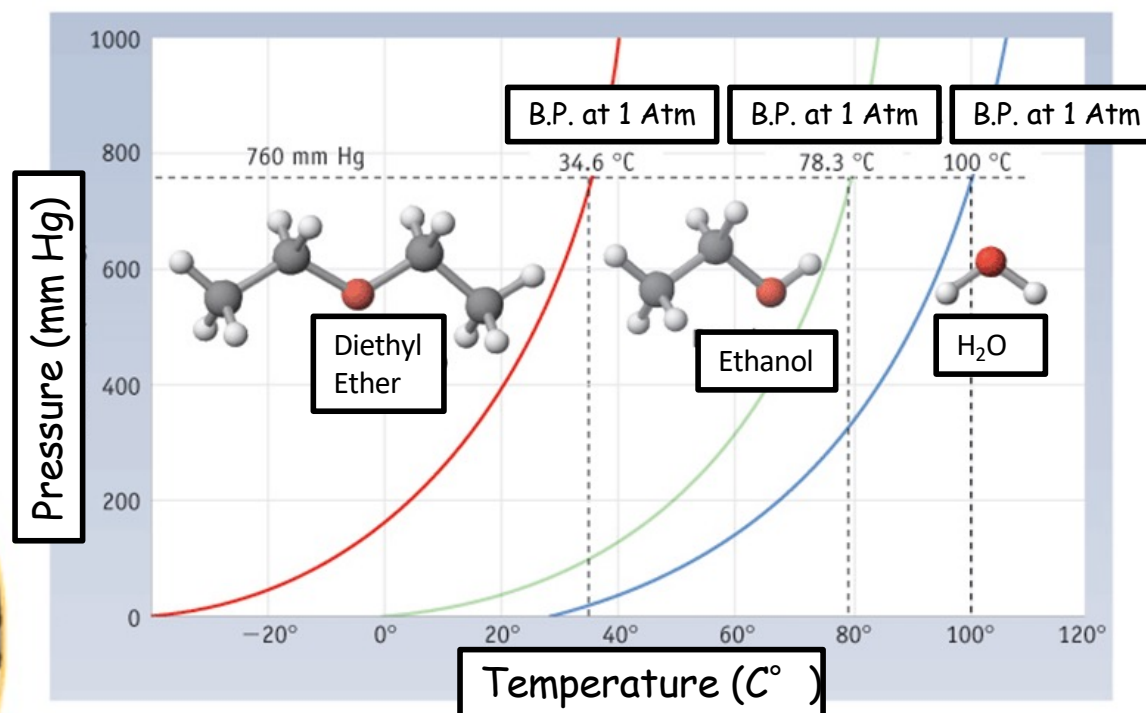 1000
B.P. at 1 Atm
B.P. at 1 Atm
B.P. at 1 Atm
800
760 mm Hg
34.6 °C
78.3 °C
100 °C
Pressure (mm Hg)
600
Diethyl
Ether
Ethanol
H₂O
400
200
0
−20°
0°
20°
40°
60°
80°
100°
120°
Temperature (C° )